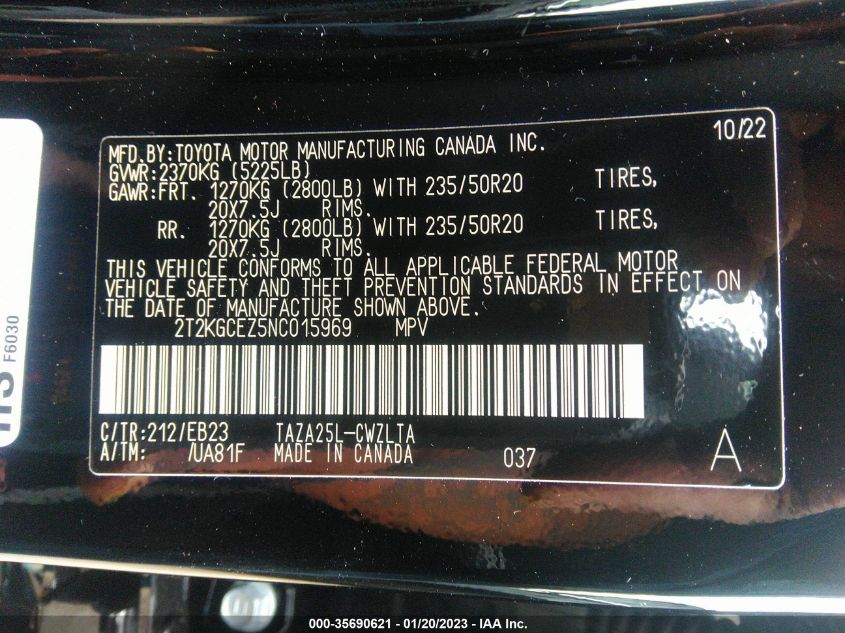 MFD.BY:TOYOTA MOTOR MANUFACTURING CANADA INC. 10/22
GVWR:2370KG (5225LB)
GAWR:FRT. 1270KG (2800LB) WITH 235/50R20 TIRES,
20X7.5J RIMS.
RR. 1270KG (2800LB) WITH 235/50R20 TIRES,
20X7.5J RIMS.
THIS VEHICLE CONFORMS TO ALL APPLICABLE FEDERAL MOTOR
VEHICLE SAFETY AND THEFT PREVENTION STANDARDS IN EFFECT ON
THE DATE OF MANUFACTURE SHOWN ABOVE.
2T2KGCEZ5NC015969 MPV
C/TR:212/EB23 TAZA25L-CWZLTA
A/TM: /UA81F MADE IN CANADA 037 A
F6030
000-35690621 - 01/20/2023 - IAA Inc.